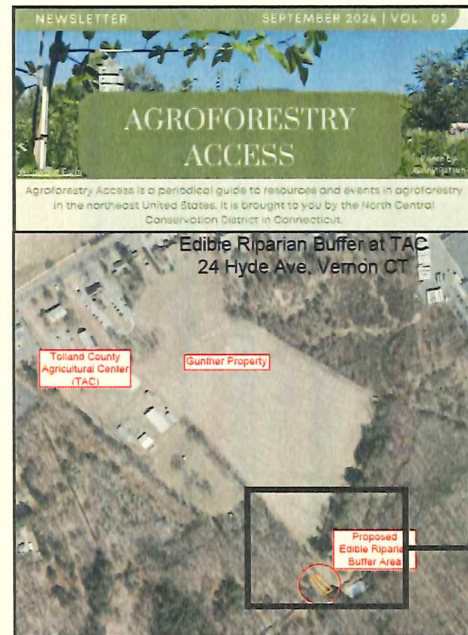 NEWSLETTER
SEPTEMBER 2024 | VOL. 02
AGROFORESTRY
ACCESS
Photo by
Agroforestry Access is a periodical guide to resources and events in agroforestry
in the northeast United States. It is brought to you by the North Central
Conservation District in Connecticut.
Edible Riparian Buffer at TAC
24 Hyde Ave, Vernon CT
Tolland County
Agricultural Center
(TAC)
Gunther Property
Proposed
Edible Riparia
Buffer Area